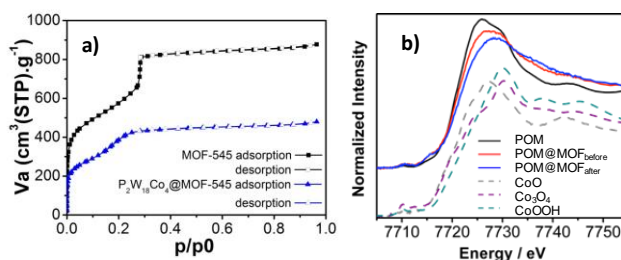 a)
Va (cm³(STP).g⁻¹)
1000
800
600
400
200
0
0.0 0.2 0.4 0.6 0.8 1.0
p/p0
MOF-545 adsorption
desorption
P₂W₁₈Co₄@MOF-545 adsorption
desorption
b)
Normalized Intensity
POM
POM@MOF_before
POM@MOF_after
CoO
Co₃O₄
CoOOH
7710 7720 7730 7740 7750
Energy / eV